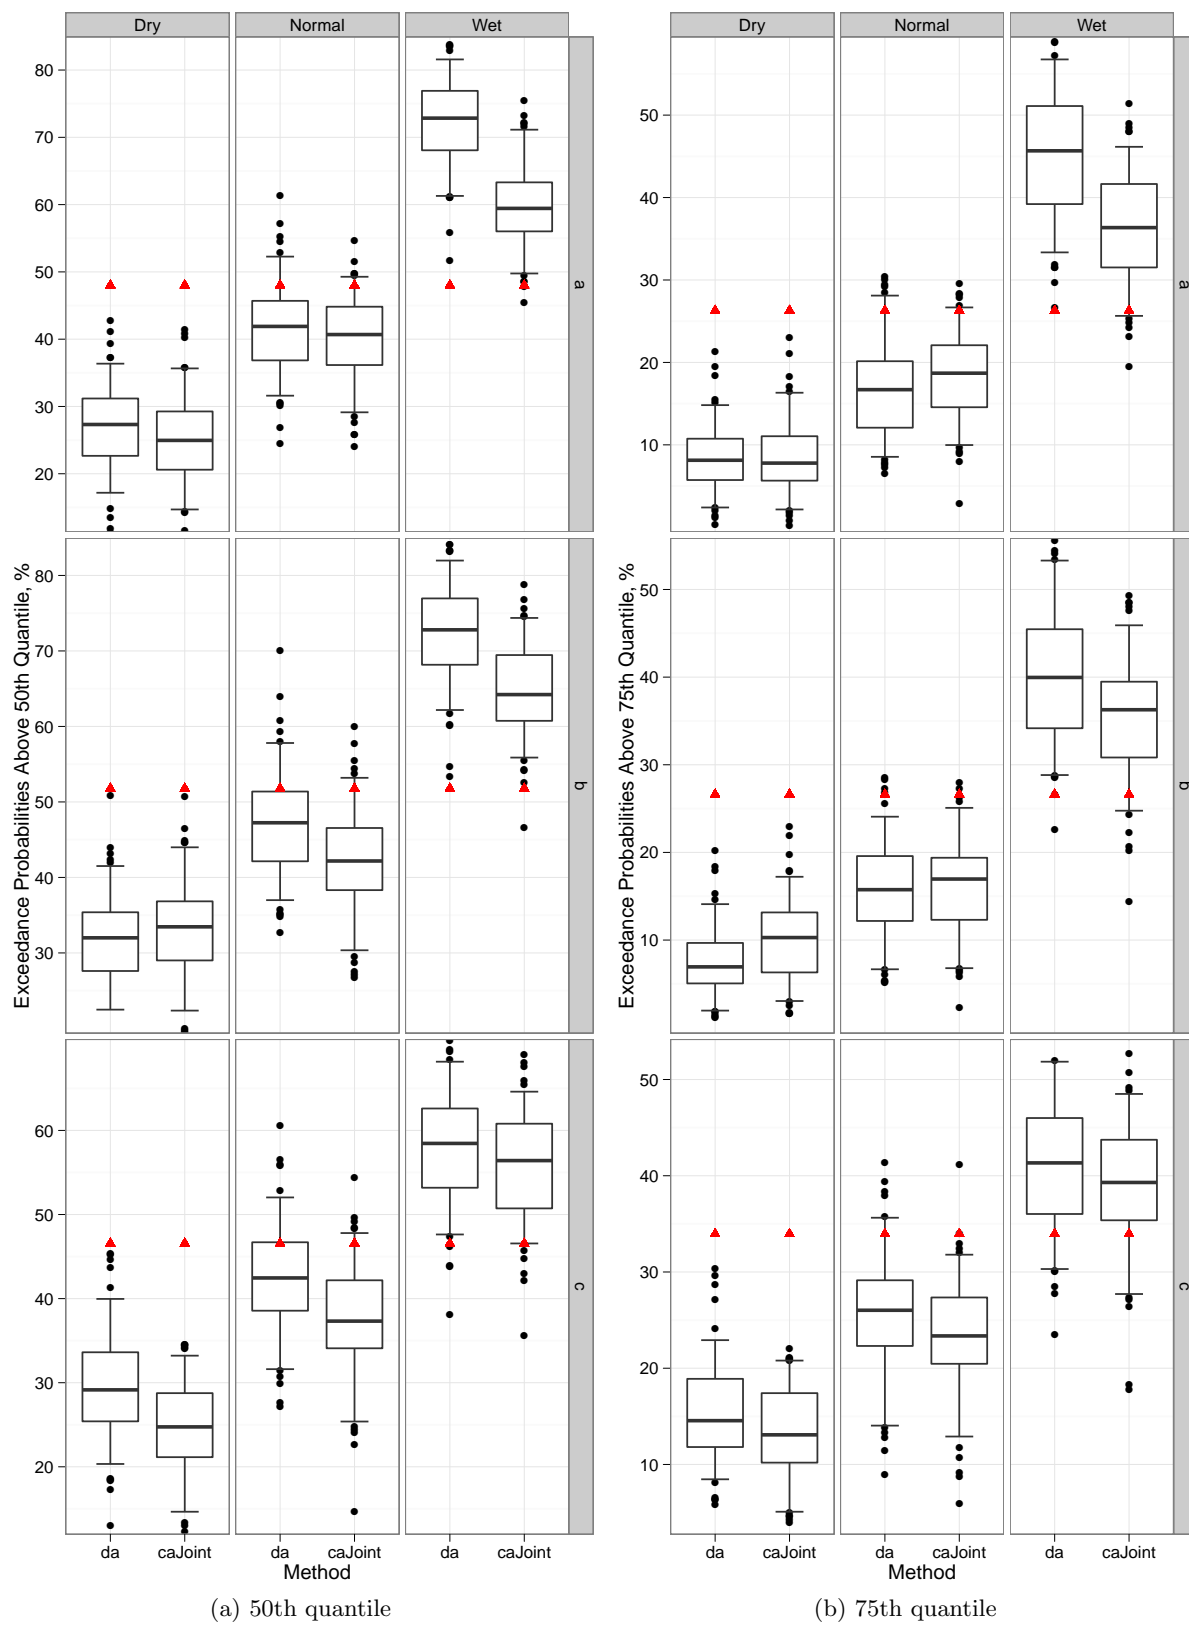 Dry Normal Wet
Exceedance Probabilities Above 50th Quantile, %
80
70
60
50
40
30
20
a
80
70
60
50
40
30
b
60
50
40
30
20
c
da caJoint da caJoint da caJoint
Method
(a) 50th quantile
Dry Normal Wet
Exceedance Probabilities Above 75th Quantile, %
50
40
30
20
10
a
50
40
30
20
10
b
50
40
30
20
10
c
da caJoint da caJoint da caJoint
Method
(b) 75th quantile